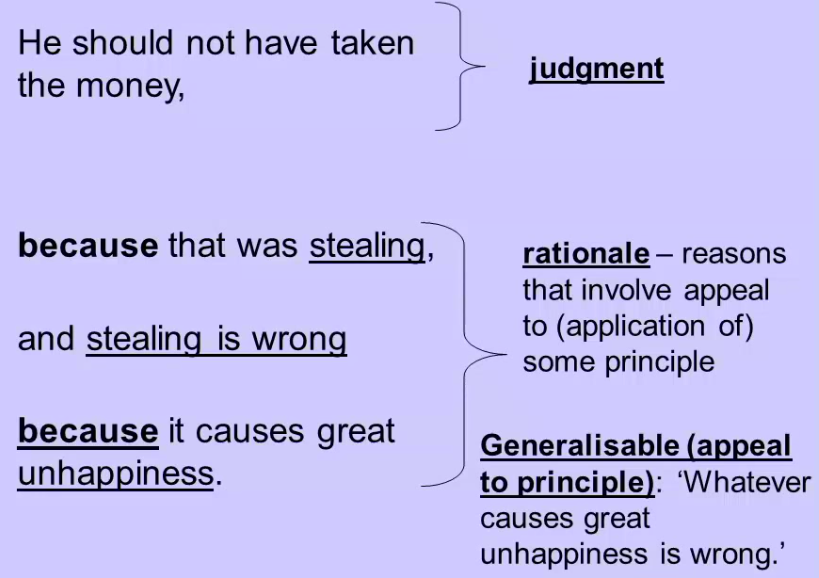 He should not have taken
the money,
judgment
because that was stealing,
and stealing is wrong
because it causes great
unhappiness.
rationale – reasons
that involve appeal
to (application of)
some principle
Generalisable (appeal
to principle): ‘Whatever
causes great
unhappiness is wrong.’